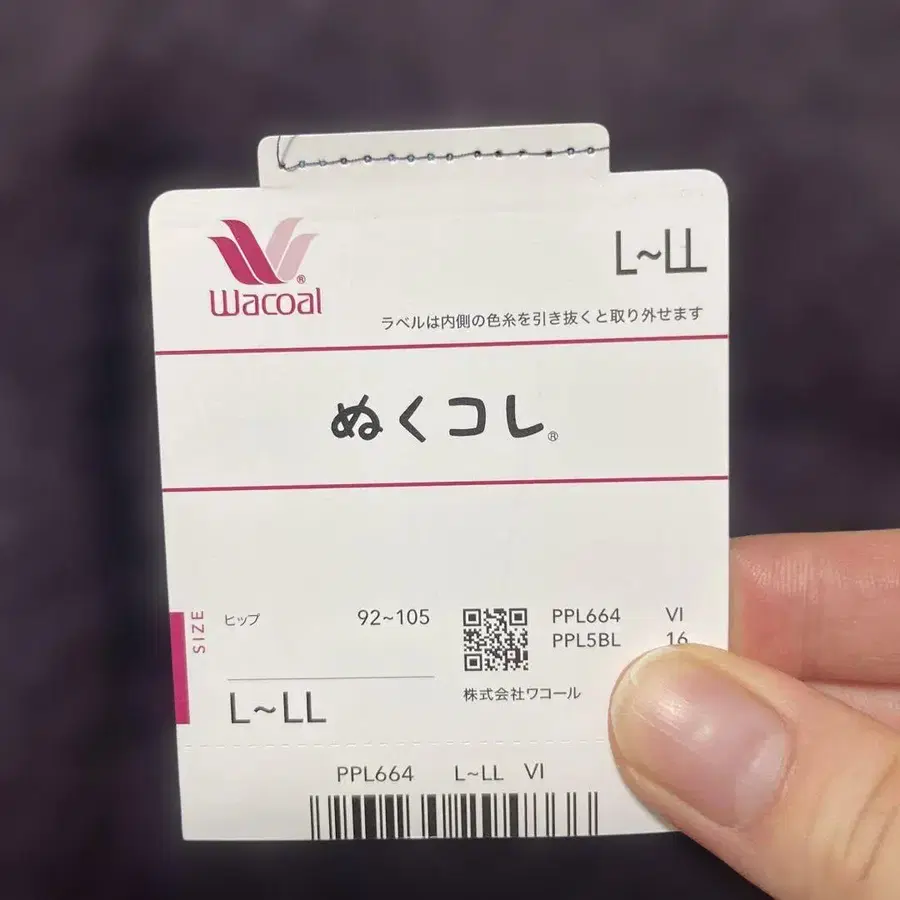 L~LL
Wacoal®
ラベルは内側の色糸を引き抜くと取り外せます
ぬくコレ®
SIZE
ヒップ 92~105
L~LL
PPL664 VI
PPL5BL 16
株式会社ワコール
PPL664 L~LL VI